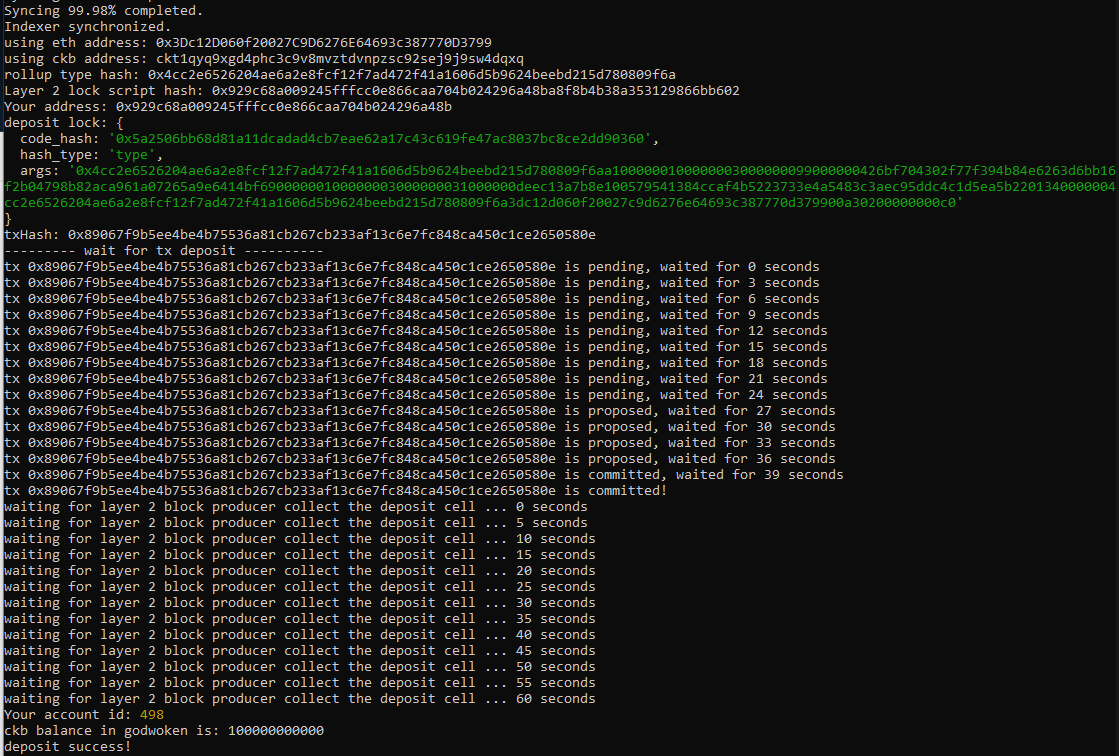 Syncing 99.98% completed.
Indexer synchronized.
using eth address: 0x3Dc12D060f20027C9D6276E64693c387770D3799
using ckb address: ckt1qyq9xgd4phc3c9v8mvztdvnpzsc92sej9j9sw4dqxq
rollup type hash: 0x4cc2e6526204ae6a2e8fcf12f7ad472f41a1606d5b9624beebd215d780809f6a
Layer 2 lock script hash: 0x929c68a009245fffcc0e866caa704b024296a48ba8f8b4b38a353129866bb602
Your address: 0x929c68a009245fffcc0e866caa704b024296a48b
deposit lock: {
  code_hash: '0x5a2506bb68d81a11dcadad4cb7eae62a17c43c619fe47ac8037bc8ce2dd90360',
  hash_type: 'type',
  args: '0x4cc2e6526204ae6a2e8fcf12f7ad472f41a1606d5b9624beebd215d780809f6aa10000001000000030000000990000000426bf704302f77f394b84e6263d6bb16
f2b04798b82aca961a07265a9e6414bf690000001000000030000000310000000deec13a7b8e100579541384ccaf4b5223733e4a5483c3aec95ddc4c1d5ea5b2201340000004
cc2e6526204ae6a2e8fcf12f7ad472f41a1606d5b9624beebd215d780809f6a3dc12d060f20027c9d6276e64693c387770d379900a30200000000c0'
}
txHash: 0x89067f9b5ee4be4b75536a81cb267cb233af13c6e7fc848ca450c1ce2650580e
--------- wait for tx deposit ----------
tx 0x89067f9b5ee4be4b75536a81cb267cb233af13c6e7fc848ca450c1ce2650580e is pending, waited for 0 seconds
tx 0x89067f9b5ee4be4b75536a81cb267cb233af13c6e7fc848ca450c1ce2650580e is pending, waited for 3 seconds
tx 0x89067f9b5ee4be4b75536a81cb267cb233af13c6e7fc848ca450c1ce2650580e is pending, waited for 6 seconds
tx 0x89067f9b5ee4be4b75536a81cb267cb233af13c6e7fc848ca450c1ce2650580e is pending, waited for 9 seconds
tx 0x89067f9b5ee4be4b75536a81cb267cb233af13c6e7fc848ca450c1ce2650580e is pending, waited for 12 seconds
tx 0x89067f9b5ee4be4b75536a81cb267cb233af13c6e7fc848ca450c1ce2650580e is pending, waited for 15 seconds
tx 0x89067f9b5ee4be4b75536a81cb267cb233af13c6e7fc848ca450c1ce2650580e is pending, waited for 18 seconds
tx 0x89067f9b5ee4be4b75536a81cb267cb233af13c6e7fc848ca450c1ce2650580e is pending, waited for 21 seconds
tx 0x89067f9b5ee4be4b75536a81cb267cb233af13c6e7fc848ca450c1ce2650580e is pending, waited for 24 seconds
tx 0x89067f9b5ee4be4b75536a81cb267cb233af13c6e7fc848ca450c1ce2650580e is proposed, waited for 27 seconds
tx 0x89067f9b5ee4be4b75536a81cb267cb233af13c6e7fc848ca450c1ce2650580e is proposed, waited for 30 seconds
tx 0x89067f9b5ee4be4b75536a81cb267cb233af13c6e7fc848ca450c1ce2650580e is proposed, waited for 33 seconds
tx 0x89067f9b5ee4be4b75536a81cb267cb233af13c6e7fc848ca450c1ce2650580e is proposed, waited for 36 seconds
tx 0x89067f9b5ee4be4b75536a81cb267cb233af13c6e7fc848ca450c1ce2650580e is committed, waited for 39 seconds
tx 0x89067f9b5ee4be4b75536a81cb267cb233af13c6e7fc848ca450c1ce2650580e is committed!
waiting for layer 2 block producer collect the deposit cell ... 0 seconds
waiting for layer 2 block producer collect the deposit cell ... 5 seconds
waiting for layer 2 block producer collect the deposit cell ... 10 seconds
waiting for layer 2 block producer collect the deposit cell ... 15 seconds
waiting for layer 2 block producer collect the deposit cell ... 20 seconds
waiting for layer 2 block producer collect the deposit cell ... 25 seconds
waiting for layer 2 block producer collect the deposit cell ... 30 seconds
waiting for layer 2 block producer collect the deposit cell ... 35 seconds
waiting for layer 2 block producer collect the deposit cell ... 40 seconds
waiting for layer 2 block producer collect the deposit cell ... 45 seconds
waiting for layer 2 block producer collect the deposit cell ... 50 seconds
waiting for layer 2 block producer collect the deposit cell ... 55 seconds
waiting for layer 2 block producer collect the deposit cell ... 60 seconds
Your account id: 498
ckb balance in godwoken is: 100000000000
deposit success!